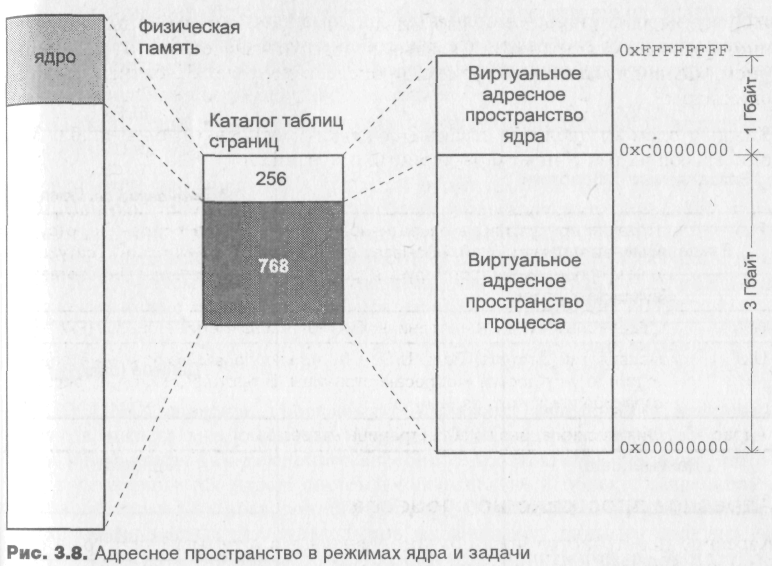 ядро
Физическая
память
Каталог таблиц
страниц
256
768
0xFFFFFFFF
Виртуальное
адресное
пространство
ядра
1 Гбайт
0xC0000000
Виртуальное
адресное
пространство
процесса
3 Гбайт
0x00000000
Рис. 3.8. Адресное пространство в режимах ядра и задачи